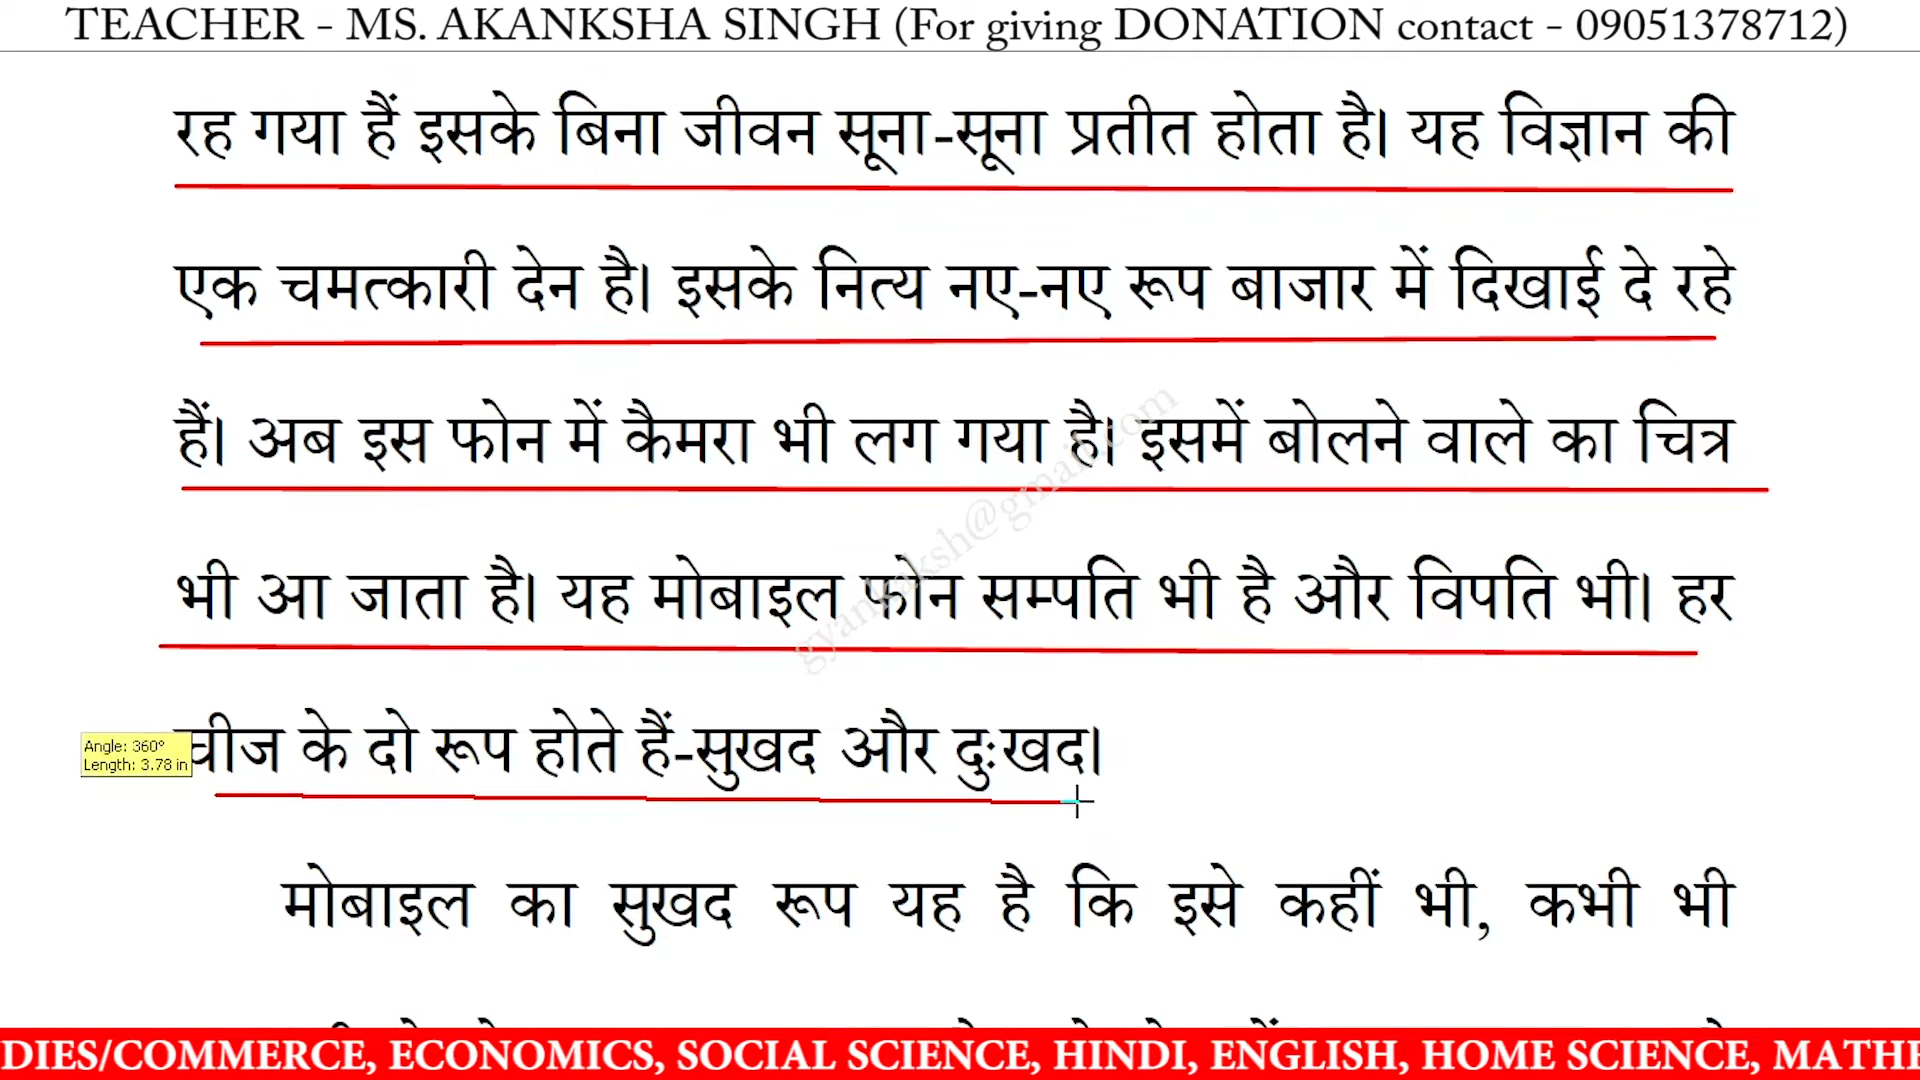 TEACHER - MS. AKANKSHA SINGH (For giving DONATION contact - 09051378712)
रह गया हैं इसके बिना जीवन सूना-सूना प्रतीत होता है। यह विज्ञान की
एक चमत्कारी देन है। इसके नित्य नए-नए रूप बाजार में दिखाई दे रहे
हैं। अब इस फोन में कैमरा भी लग गया है। इसमें बोलने वाले का चित्र
भी आ जाता है। यह मोबाइल फोन सम्पति भी है और विपति भी। हर
चीज के दो रूप होते हैं-सुखद और दुःखद।
Angle: 360°
Length: 3.78 in
मोबाइल का सुखद रूप यह है कि इसे कहीं भी, कभी भी
gyankaksh@gmail.com
DIES/COMMERCE, ECONOMICS, SOCIAL SCIENCE, HINDI, ENGLISH, HOME SCIENCE, MATHE